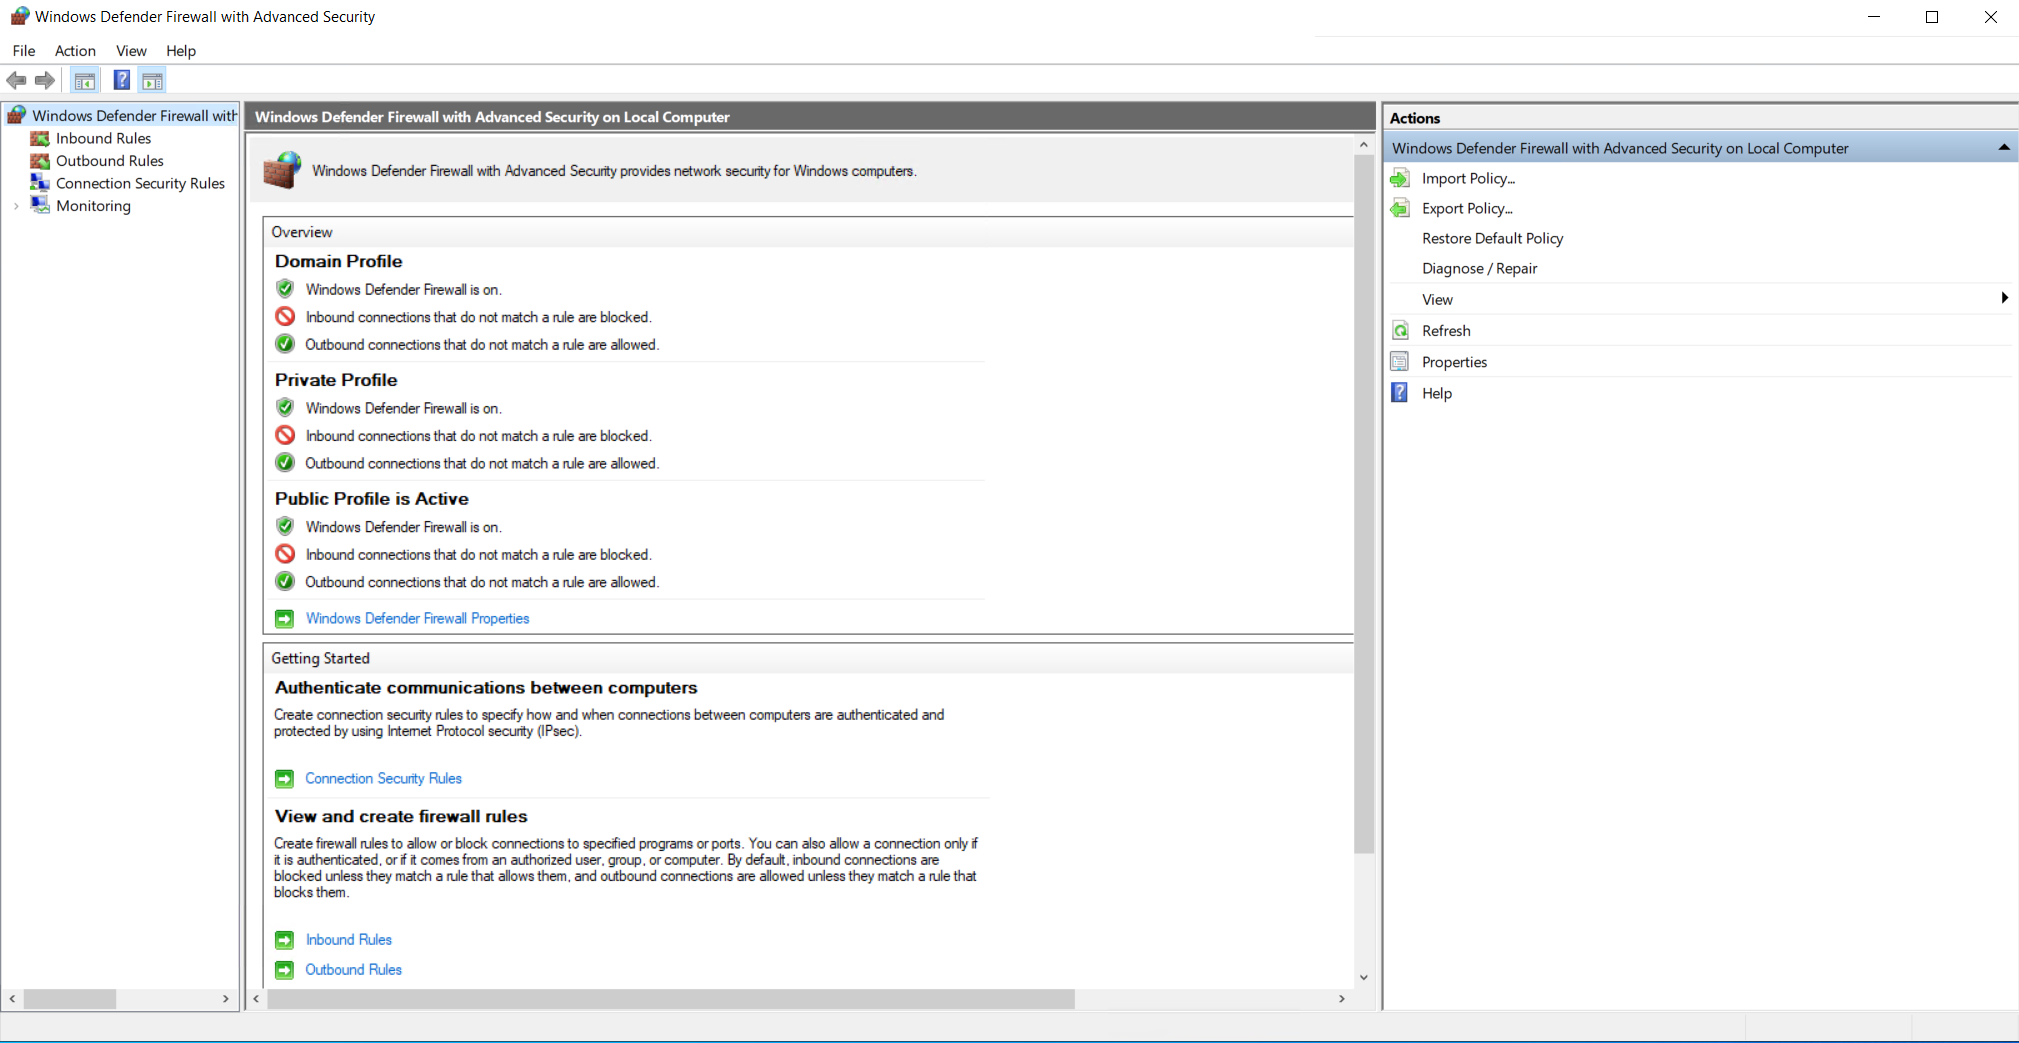 Windows Defender Firewall with Advanced Security
File Action View Help
Windows Defender Firewall with
Inbound Rules
Outbound Rules
Connection Security Rules
Monitoring
Windows Defender Firewall with Advanced Security on Local Computer
Windows Defender Firewall with Advanced Security provides network security for Windows computers.
Overview
Domain Profile
Windows Defender Firewall is on.
Inbound connections that do not match a rule are blocked.
Outbound connections that do not match a rule are allowed.
Private Profile
Windows Defender Firewall is on.
Inbound connections that do not match a rule are blocked.
Outbound connections that do not match a rule are allowed.
Public Profile is Active
Windows Defender Firewall is on.
Inbound connections that do not match a rule are blocked.
Outbound connections that do not match a rule are allowed.
Windows Defender Firewall Properties
Getting Started
Authenticate communications between computers
Create connection security rules to specify how and when connections between computers are authenticated and
protected by using Internet Protocol security (IPsec).
Connection Security Rules
View and create firewall rules
Create firewall rules to allow or block connections to specified programs or ports. You can also allow a connection only if
it is authenticated, or if it comes from an authorized user, group, or computer. By default, inbound connections are
blocked unless they match a rule that allows them, and outbound connections are allowed unless they match a rule that
blocks them.
Inbound Rules
Outbound Rules
Actions
Windows Defender Firewall with Advanced Security on Local Computer
Import Policy...
Export Policy...
Restore Default Policy
Diagnose / Repair
View
Refresh
Properties
Help